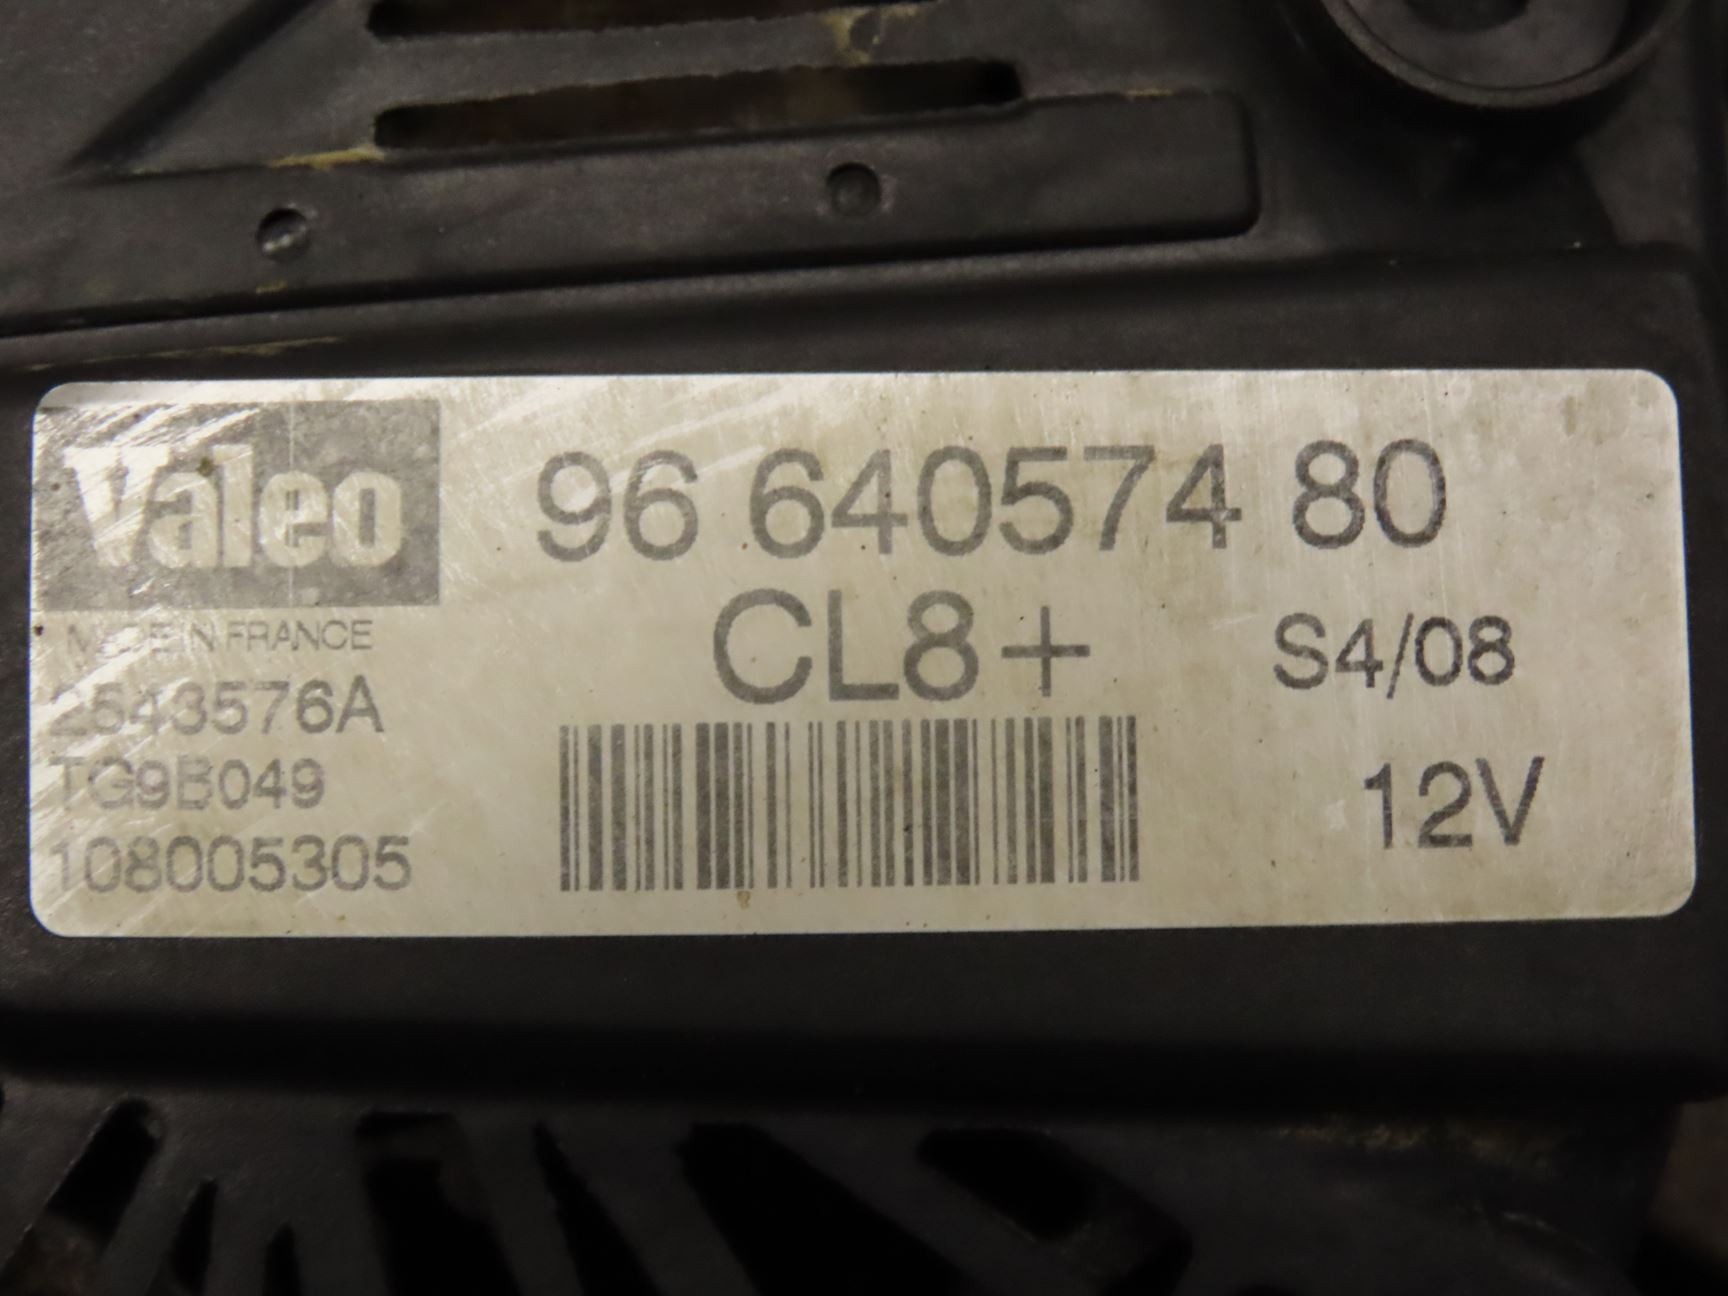 Valeo
96 640574 80
MADE IN FRANCE
CL8+
S4/08
2543576A
TG9B049
12V
108005305